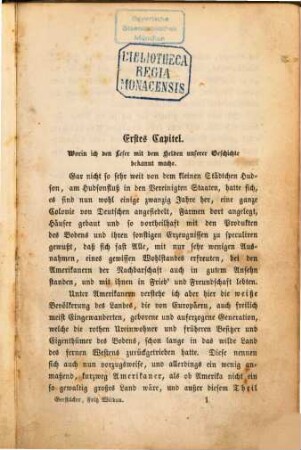 Bayerische
Staatsbibliothek
München
BIBLIOTHECA
REGIA
MONACENSIS
Erstes Capitel.
Worin ich den Leser mit dem Helden unserer Geschichte
bekannt mache.
Gar nicht so sehr weit von dem kleinen Städtchen Hud-
son, am Hudsonfluß in den Vereinigten Staaten, hatte sich,
es sind nun wohl einige zwanzig Jahre her, eine ganze
Colonie von Deutschen angesiedelt, Farmen dort angelegt,
Häuser gebaut und so vortheilhaft mit den Produkten
des Bodens und ihren sonstigen Erzeugnissen zu speculiren
gewußt, daß sich fast Alle, mit nur sehr wenigen Ausnah-
men, eines gewissen Wohlstandes erfreuten, bei den
Amerikanern der Nachbarschaft auch in gutem Ansehn
standen, und mit ihnen in Fried' und Freundschaft lebten.
Unter Amerikanern verstehe ich aber hier die weiße
Bevölkerung des Landes, die von Europäern, auch freilich
meist Eingewanderten, geborene und auferzogene Generation,
welche die rothen Ureinwohner und früheren Besitzer und
Eigenthümer des Bodens, schon lange in das wilde Land
des fernen Westens zurückgetrieben hatte. Diese nennen
sich auch nun vorzugsweise, und allerdings ein wenig an-
maßend, kurzweg Amerikaner, als ob Amerika nicht ein
so gewaltig großes Land wäre, und außer diesem Theil
Gerstäcker, Fritz Wildau. 1